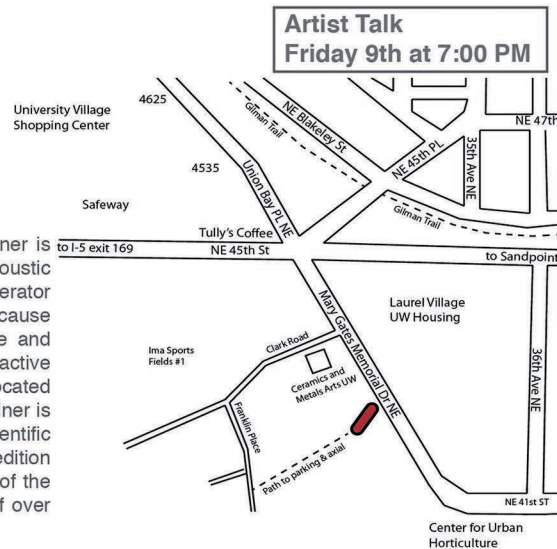 Artist Talk
Friday 9th at 7:00 PM
4625
University Village
Shopping Center
Gilman Trail
NE Blakeley St.
NE 47th
NE 45th PL
35th Ave NE
4535
Union Bay PL NE
Safeway
Gilman Trail
Tully's Coffee
to I-5 exit 169
NE 45th St
to Sandpoint
ner is
oustic
erator
cause
e and
active
ocated
iner is
entific
edition
of the
f over
Mary Gates Memorial Dr NE
Laurel Village
UW Housing
Clark Road
Ima Sports
Fields #1
Ceramics and
Metals Arts UW
36th Ave NE
Franklin Place
Path to parking & axial
NE 41st ST
Center for Urban
Horticulture